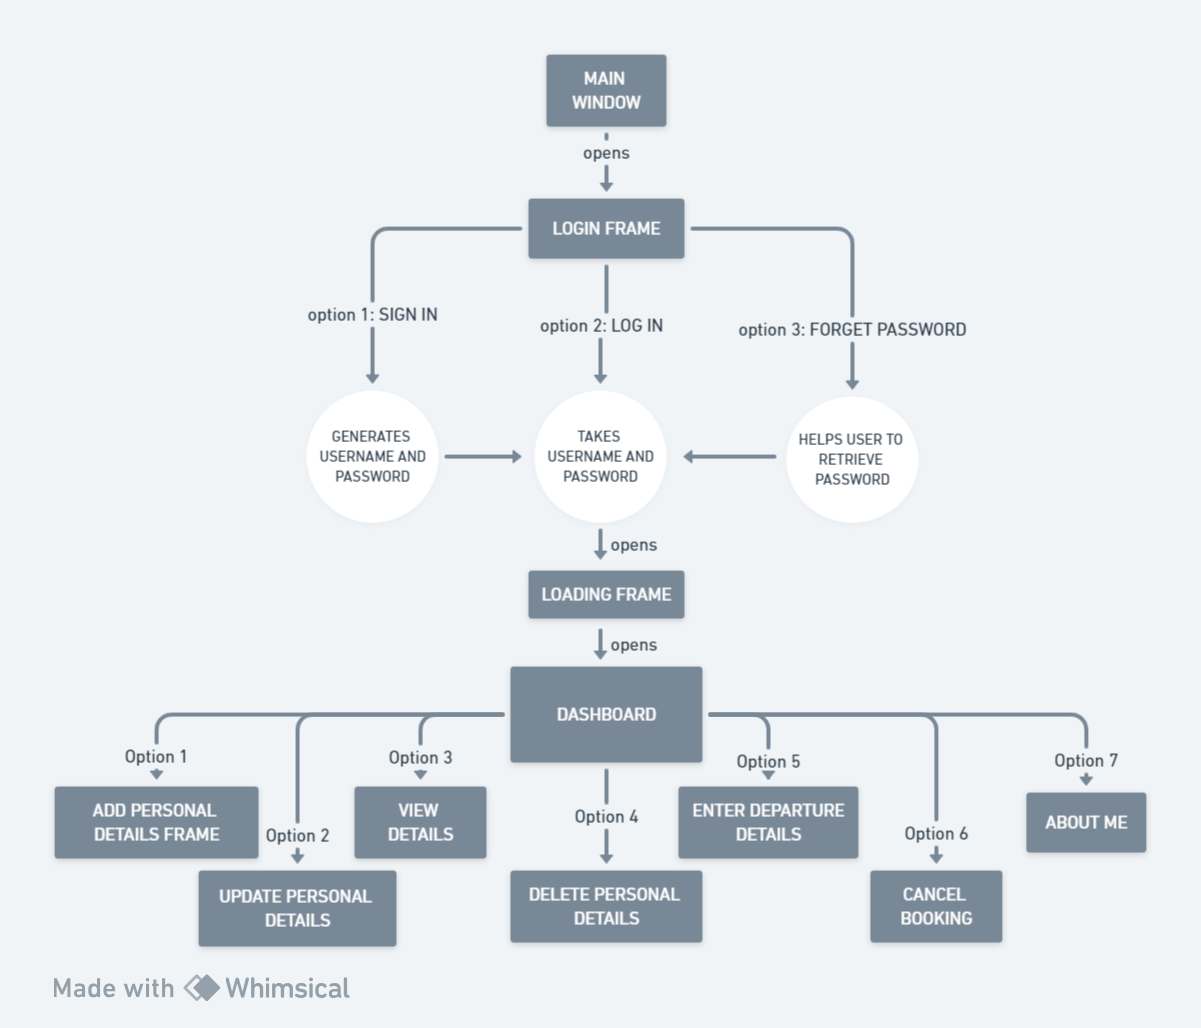 MAIN
WINDOW
opens
LOGIN FRAME
option 1: SIGN IN
option 2: LOG IN
option 3: FORGET PASSWORD
GENERATES
USERNAME AND
PASSWORD
TAKES
USERNAME AND
PASSWORD
HELPS USER TO
RETRIEVE
PASSWORD
opens
LOADING FRAME
opens
DASHBOARD
Option 1
ADD PERSONAL
DETAILS FRAME
Option 2
UPDATE PERSONAL
DETAILS
Option 3
VIEW
DETAILS
Option 4
DELETE PERSONAL
DETAILS
Option 5
ENTER DEPARTURE
DETAILS
Option 6
CANCEL
BOOKING
Option 7
ABOUT ME
Made with Whimsical